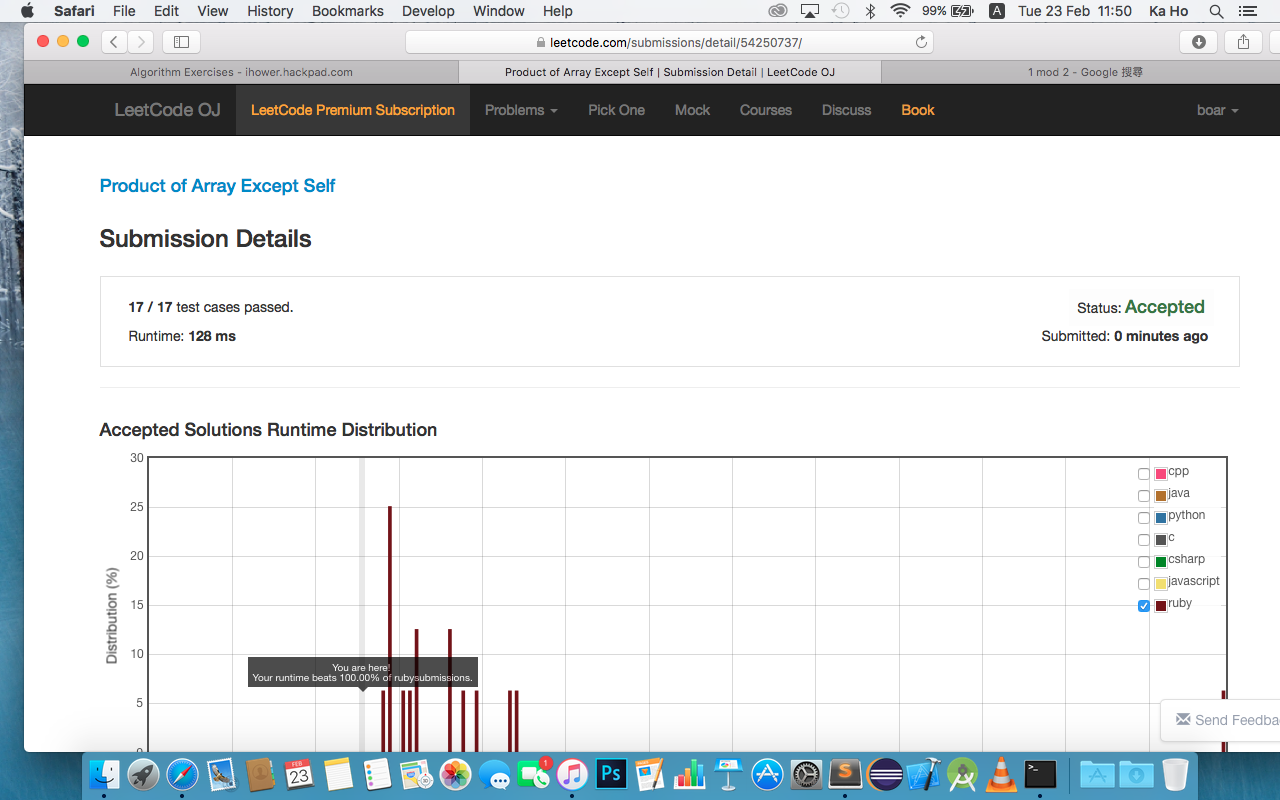 Safari File Edit View History Bookmarks Develop Window Help 99% A Tue 23 Feb 11:50 Ka Ho
leetcode.com/submissions/detail/54250737/
Algorithm Exercises - ihower.hackpad.com Product of Array Except Self | Submission Detail | LeetCode OJ 1 mod 2 - Google 搜尋
LeetCode OJ LeetCode Premium Subscription Problems Pick One Mock Courses Discuss Book boar
Product of Array Except Self
Submission Details
17 / 17 test cases passed. Status: Accepted
Runtime: 128 ms Submitted: 0 minutes ago
Accepted Solutions Runtime Distribution
30
25
20
15
10
5
0
Distribution (%)
cpp
java
python
c
csharp
javascript
ruby
You are here!
Your runtime beats 100.00% of rubysubmissions.
Send Feedba
FEB
23
1
Ps
S
>_